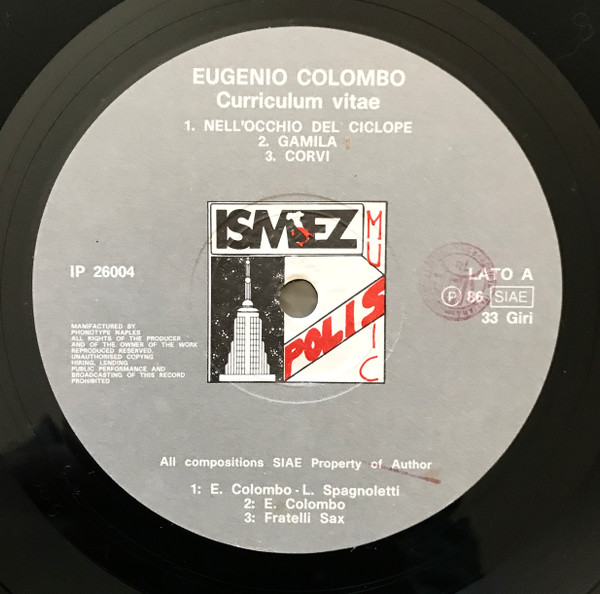 EUGENIO COLOMBO
Curriculum vitae
1. NELL'OCCHIO DEL CICLOPE
2. GAMILA
3. CORVI
ISMEZ
MUSIC
POLIS
IP 26004
LATO A
P 86 SIAE
33 Giri
MANUFACTURED BY
PHONOTYPE NAPLES
ALL RIGHTS OF THE PRODUCER
AND OF THE OWNER OF THE WORK
REPRODUCED RESERVED.
UNAUTHORISED COPYNG
HIRING, LENDING
PUBLIC PERFORMANCE AND
BROADCASTING OF THIS RECORD
PROHIBITED
All compositions SIAE Property of Author
1: E. Colombo - L. Spagnoletti
2: E. Colombo
3: Fratelli Sax